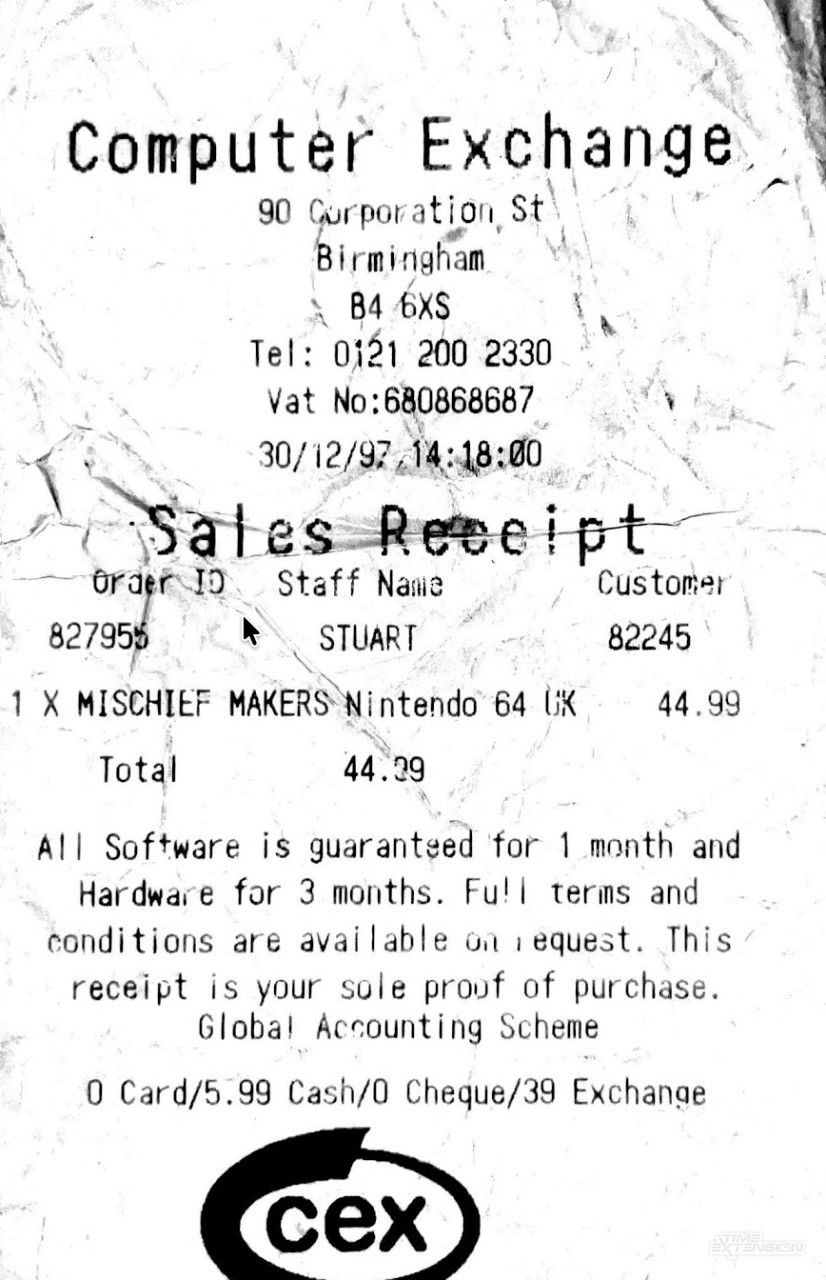 Computer Exchange
90 Corporation St
Birmingham
B4 6XS
Tel: 0121 200 2330
Vat No:680868687
30/12/97 14:18:00
Sales Receipt
Order ID Staff Name Customer
827955 STUART 82245
1 X MISCHIEF MAKERS Nintendo 64 UK 44.99
Total 44.99
All Software is guaranteed for 1 month and
Hardware for 3 months. Full terms and
conditions are available on request. This
receipt is your sole proof of purchase.
Global Accounting Scheme
0 Card/5.99 Cash/0 Cheque/39 Exchange
cex
TIME EXTENSION